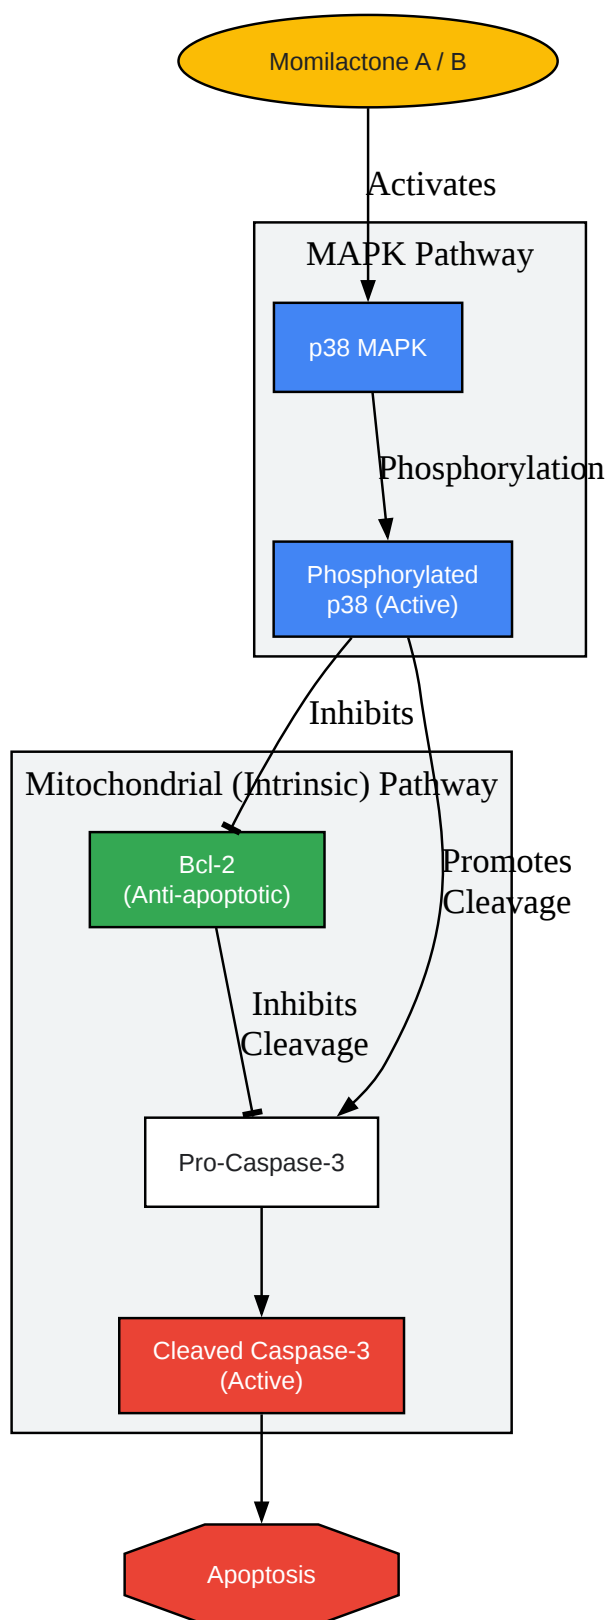 Momilactone A / B
Activates
MAPK Pathway
p38 MAPK
Phosphorylation
Phosphorylated
p38 (Active)
Inhibits
Mitochondrial (Intrinsic) Pathway
Bcl-2
(Anti-apoptotic)
Promotes
Cleavage
Inhibits
Cleavage
Pro-Caspase-3
Cleaved Caspase-3
(Active)
Apoptosis